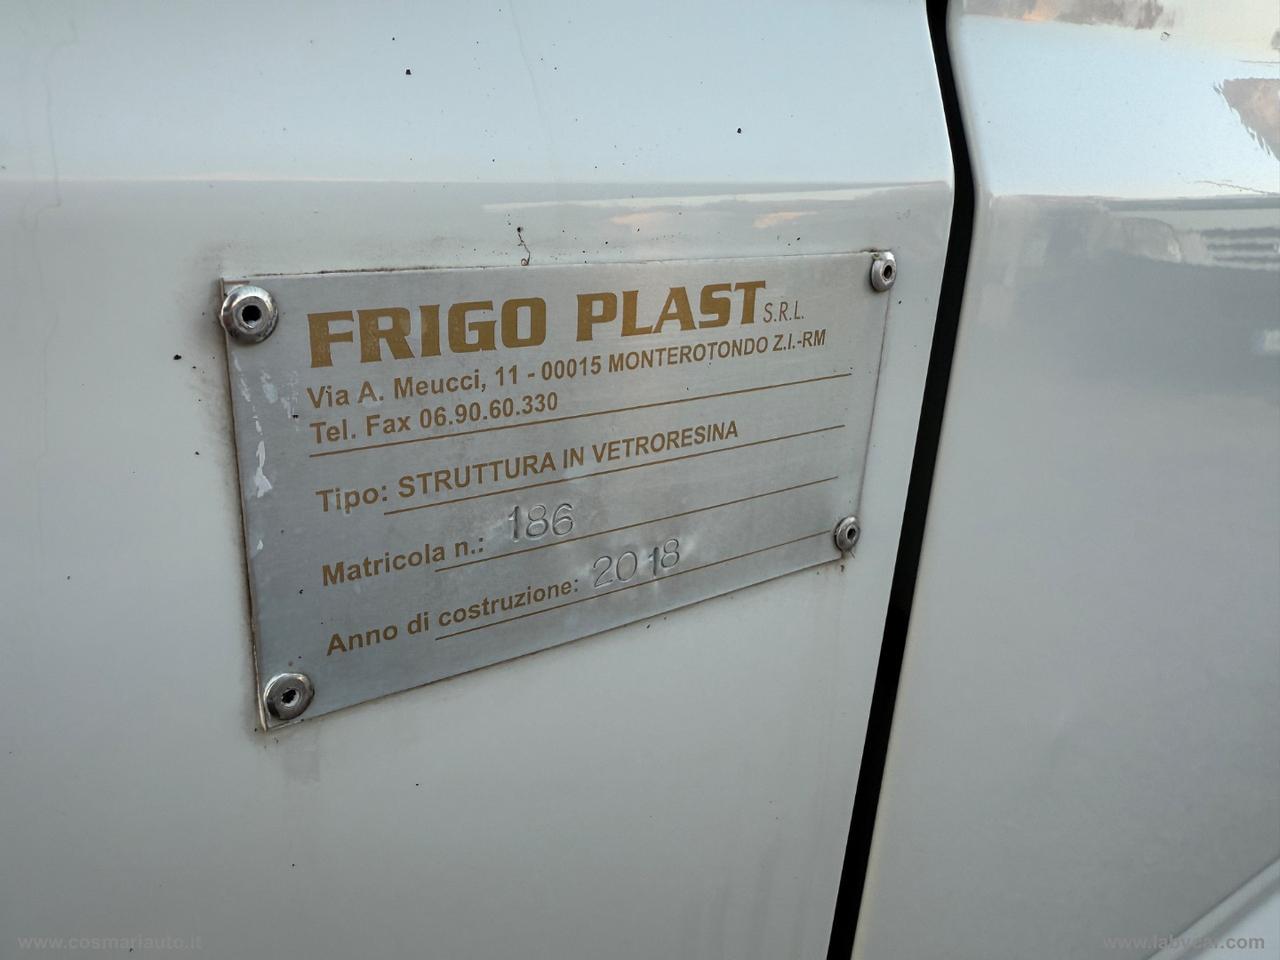 FRIGO PLAST S.R.L.
Via A. Meucci, 11 - 00015 MONTEROTONDO Z.I.-RM
Tel. Fax 06.90.60.330
Tipo: STRUTTURA IN VETRORESINA
Matricola n.: 186
Anno di costruzione: 2018
www.cosmariauto.it
www.labycar.com